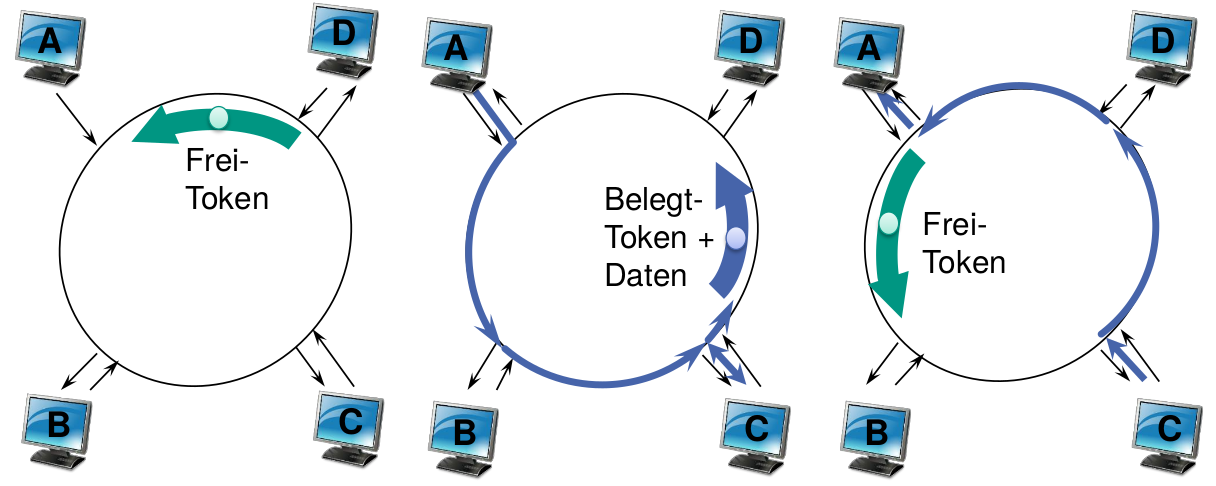 A
D
Frei-
Token
B
C
A
D
Belegt-
Token +
Daten
B
C
A
D
Frei-
Token
B
C